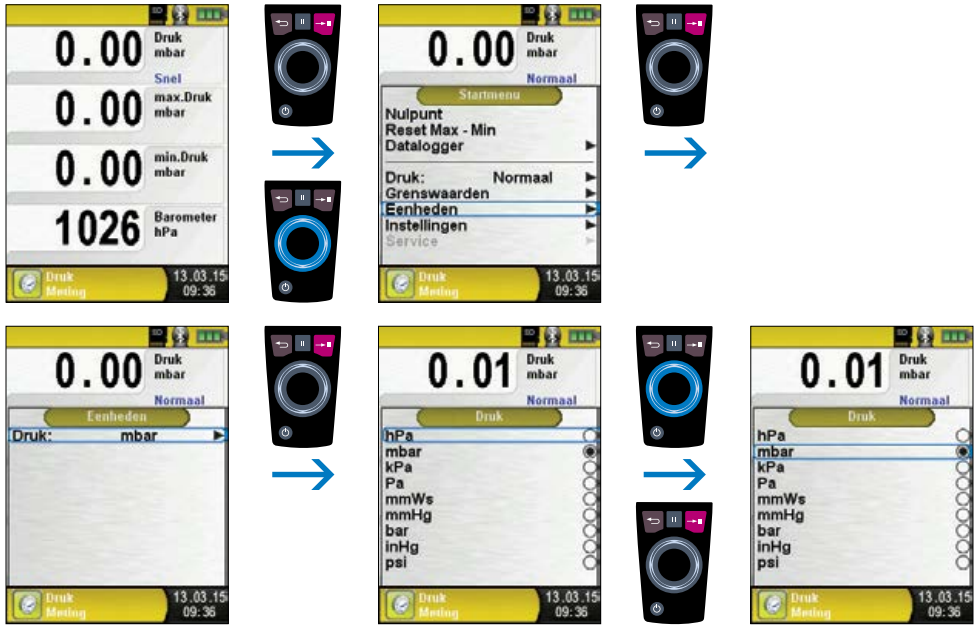 0.00 Druk mbar
Snel
0.00 max.Druk mbar
0.00 min.Druk mbar
1026 Barometer hPa
Druk 13.03.15
Mering 09:36
0.00 Druk mbar
Normaal
Startmenu
Nulpunt
Reset Max - Min
Datalogger
Druk: Normaal
Grenswaarden
Eenheden
Instellingen
Service
Druk 13.03.15
Mering 09:36
0.00 Druk mbar
Normaal
Eenheden
Druk: mbar
Druk 13.03.15
Mering 09:36
0.01 Druk mbar
Normaal
Druk
hPa
mbar
kPa
Pa
mmWs
mmHg
bar
inHg
psi
Druk 13.03.15
Mering 09:36
0.01 Druk mbar
Normaal
Druk
hPa
mbar
kPa
Pa
mmWs
mmHg
bar
inHg
psi
Druk 13.03.15
Mering 09:36